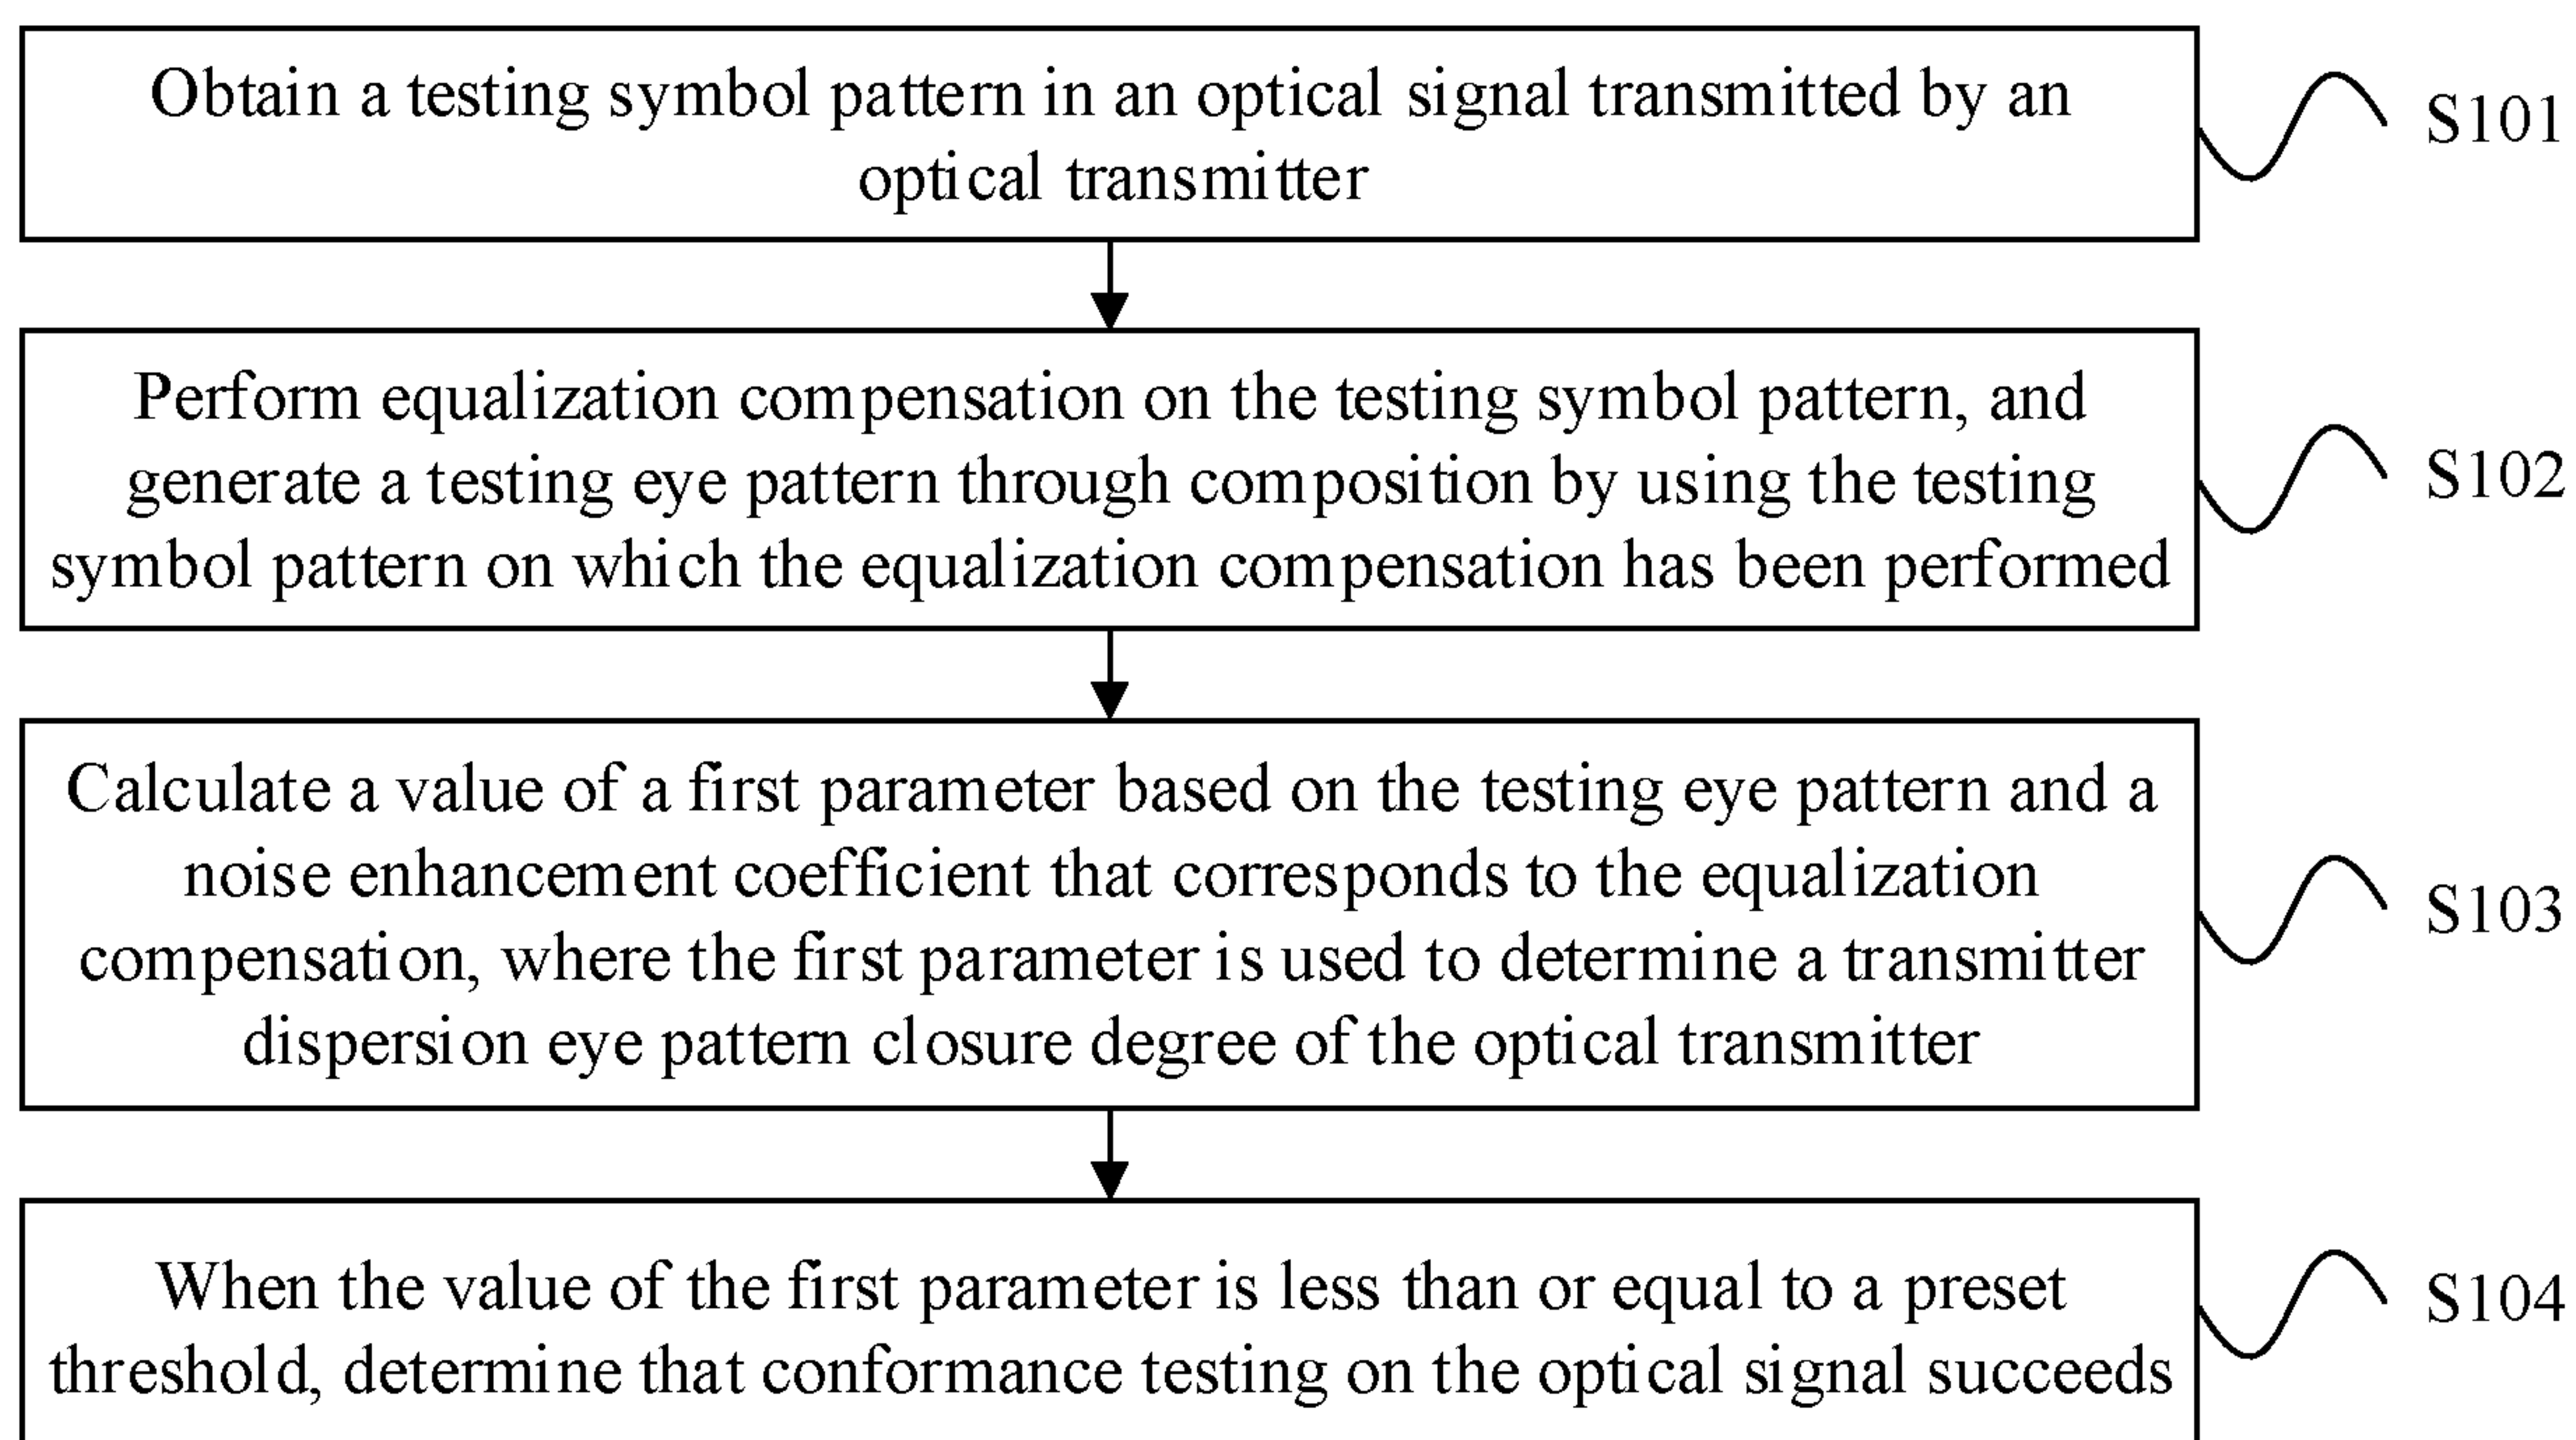 Obtain a testing symbol pattern in an optical signal transmitted by an
optical transmitter
S101
Perform equalization compensation on the testing symbol pattern, and
generate a testing eye pattern through composition by using the testing
symbol pattern on which the equalization compensation has been performed
S102
Calculate a value of a first parameter based on the testing eye pattern and a
noise enhancement coefficient that corresponds to the equalization
compensation, where the first parameter is used to determine a transmitter
dispersion eye pattern closure degree of the optical transmitter
S103
When the value of the first parameter is less than or equal to a preset
threshold, determine that conformance testing on the optical signal succeeds
S104